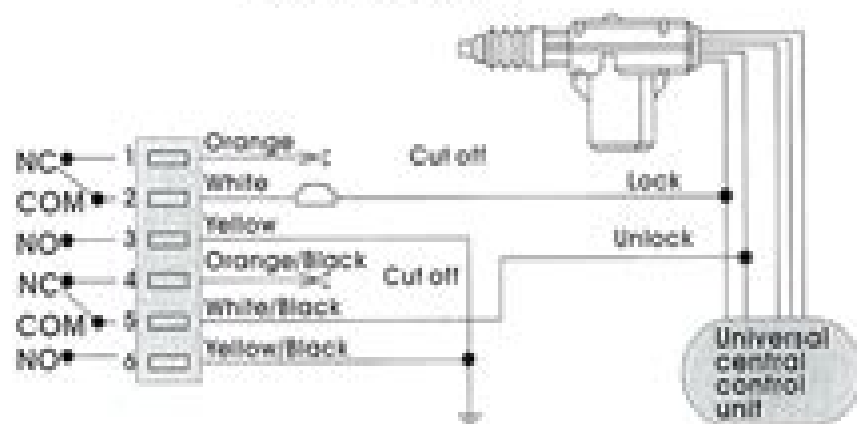 NC 1 Orange Cut off
COM 2 White Lock
NO 3 Yellow Unlock
NC 4 Orange/Black Cut off
COM 5 White/Black
NO 6 Yellow/Black
Universal
central
control
unit